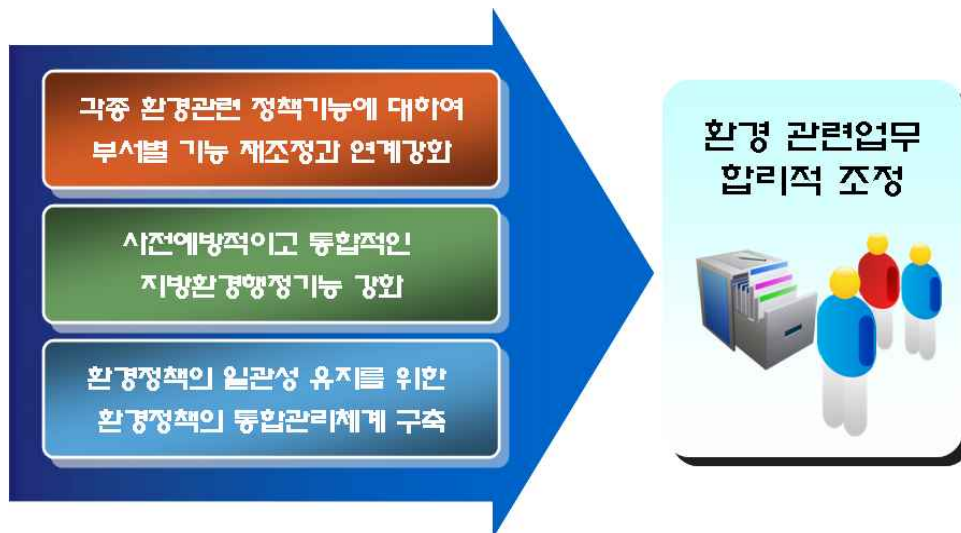 각종 환경관련 정책기능에 대하여
부서별 기능 재조정과 연계강화
사전예방적이고 통합적인
지방환경행정기능 강화
환경정책의 일관성 유지를 위한
환경정책의 통합관리체계 구축
환경 관련업무
합리적 조정